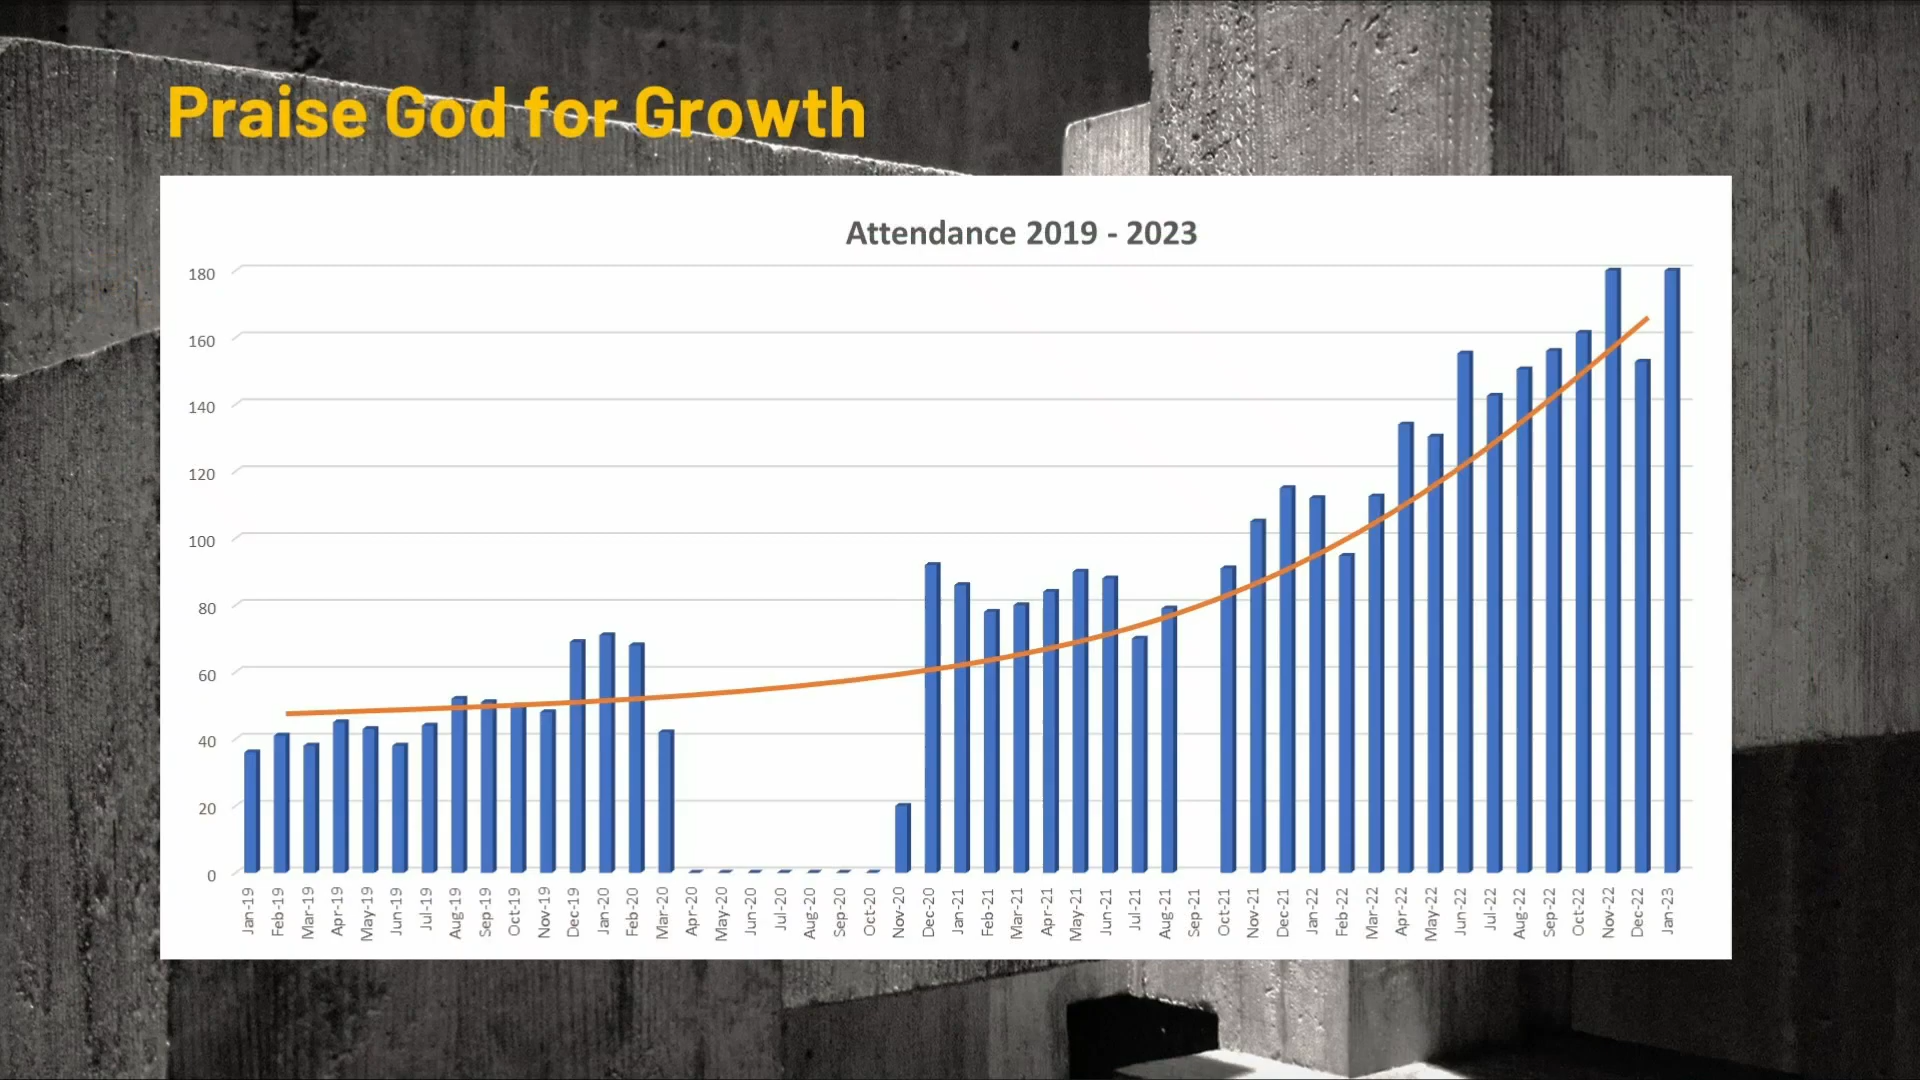 Praise God for Growth
Attendance 2019 - 2023
180
160
140
120
100
80
60
40
20
0
Jan-19
Feb-19
Mar-19
Apr-19
May-19
Jun-19
Jul-19
Aug-19
Sep-19
Oct-19
Nov-19
Dec-19
Jan-20
Feb-20
Mar-20
Apr-20
May-20
Jun-20
Jul-20
Aug-20
Sep-20
Oct-20
Nov-20
Dec-20
Jan-21
Feb-21
Mar-21
Apr-21
May-21
Jun-21
Jul-21
Aug-21
Sep-21
Oct-21
Nov-21
Dec-21
Jan-22
Feb-22
Mar-22
Apr-22
May-22
Jun-22
Jul-22
Aug-22
Sep-22
Oct-22
Nov-22
Dec-22
Jan-23